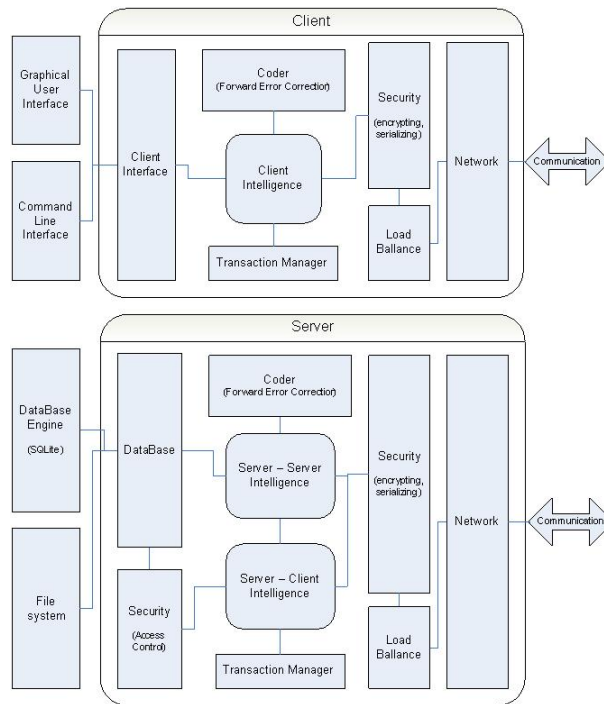 Client
Graphical
User
Interface
Command
Line
Interface
Client
Interface
Coder
(Forward Error Correctior)
Client
Intelligence
Transaction Manager
Security
(encrypting,
serializing)
Load
Ballance
Network
Communication
Server
DataBase
Engine
(SQLite)
File
system
DataBase
Security
(Access
Control)
Coder
(Forward Error Correctior)
Server – Server
Intelligence
Server – Client
Intelligence
Transaction Manager
Security
(encrypting,
serializing)
Load
Ballance
Network
Communication